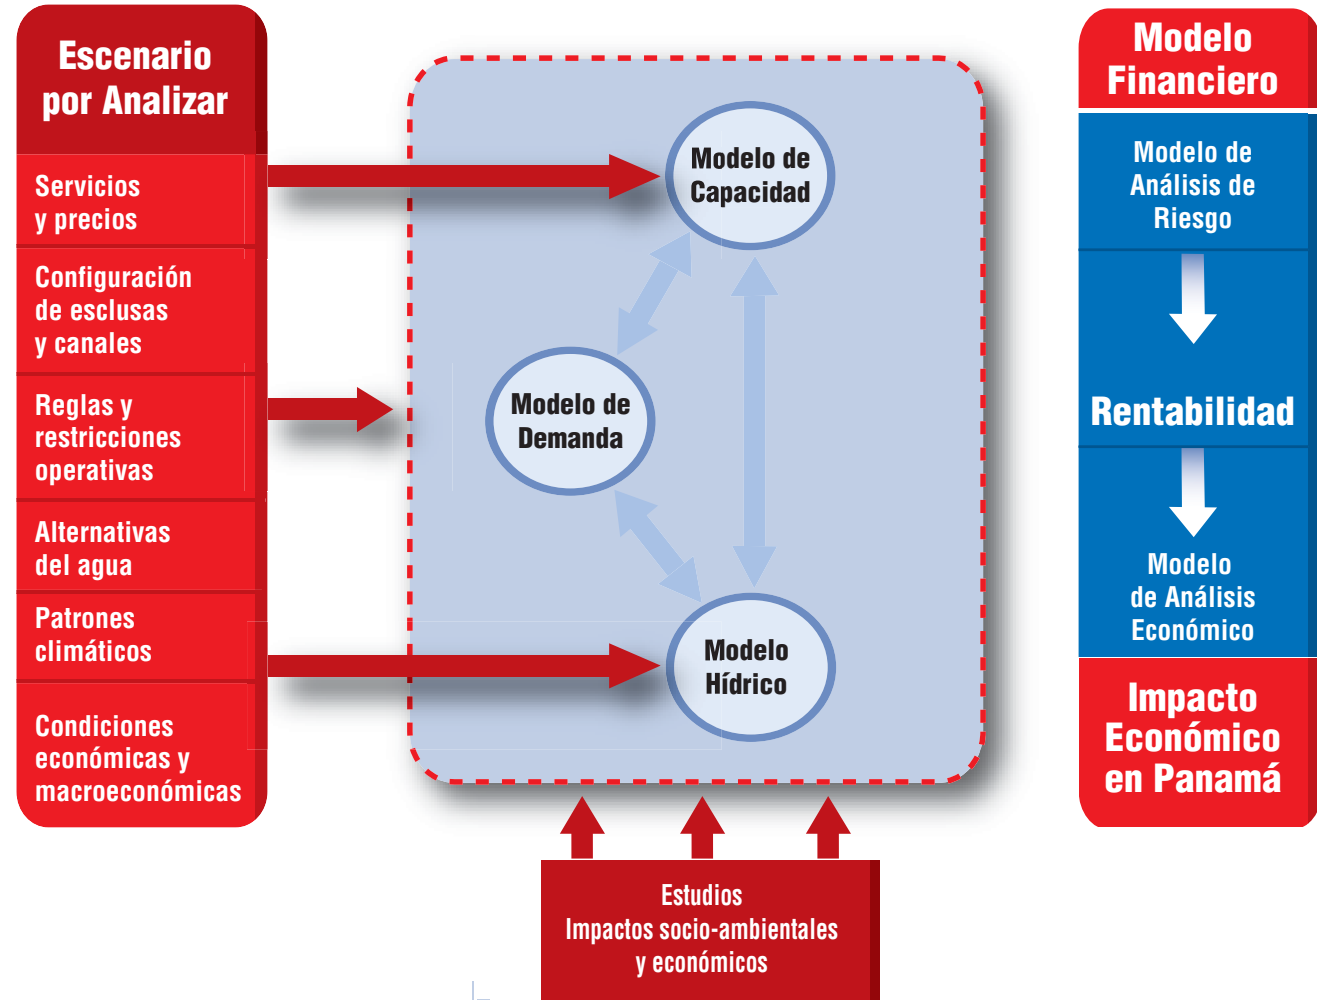 Escenario
por Analizar
Servicios
y precios
Configuración
de esclusas
y canales
Reglas y
restricciones
operativas
Alternativas
del agua
Patrones
climáticos
Condiciones
económicas y
macroeconómicas
Modelo de
Capacidad
Modelo de
Demanda
Modelo
Hídrico
Estudios
Impactos socio-ambientales
y económicos
Modelo
Financiero
Modelo de
Análisis de
Riesgo
Rentabilidad
Modelo
de Análisis
Económico
Impacto
Económico
en Panamá